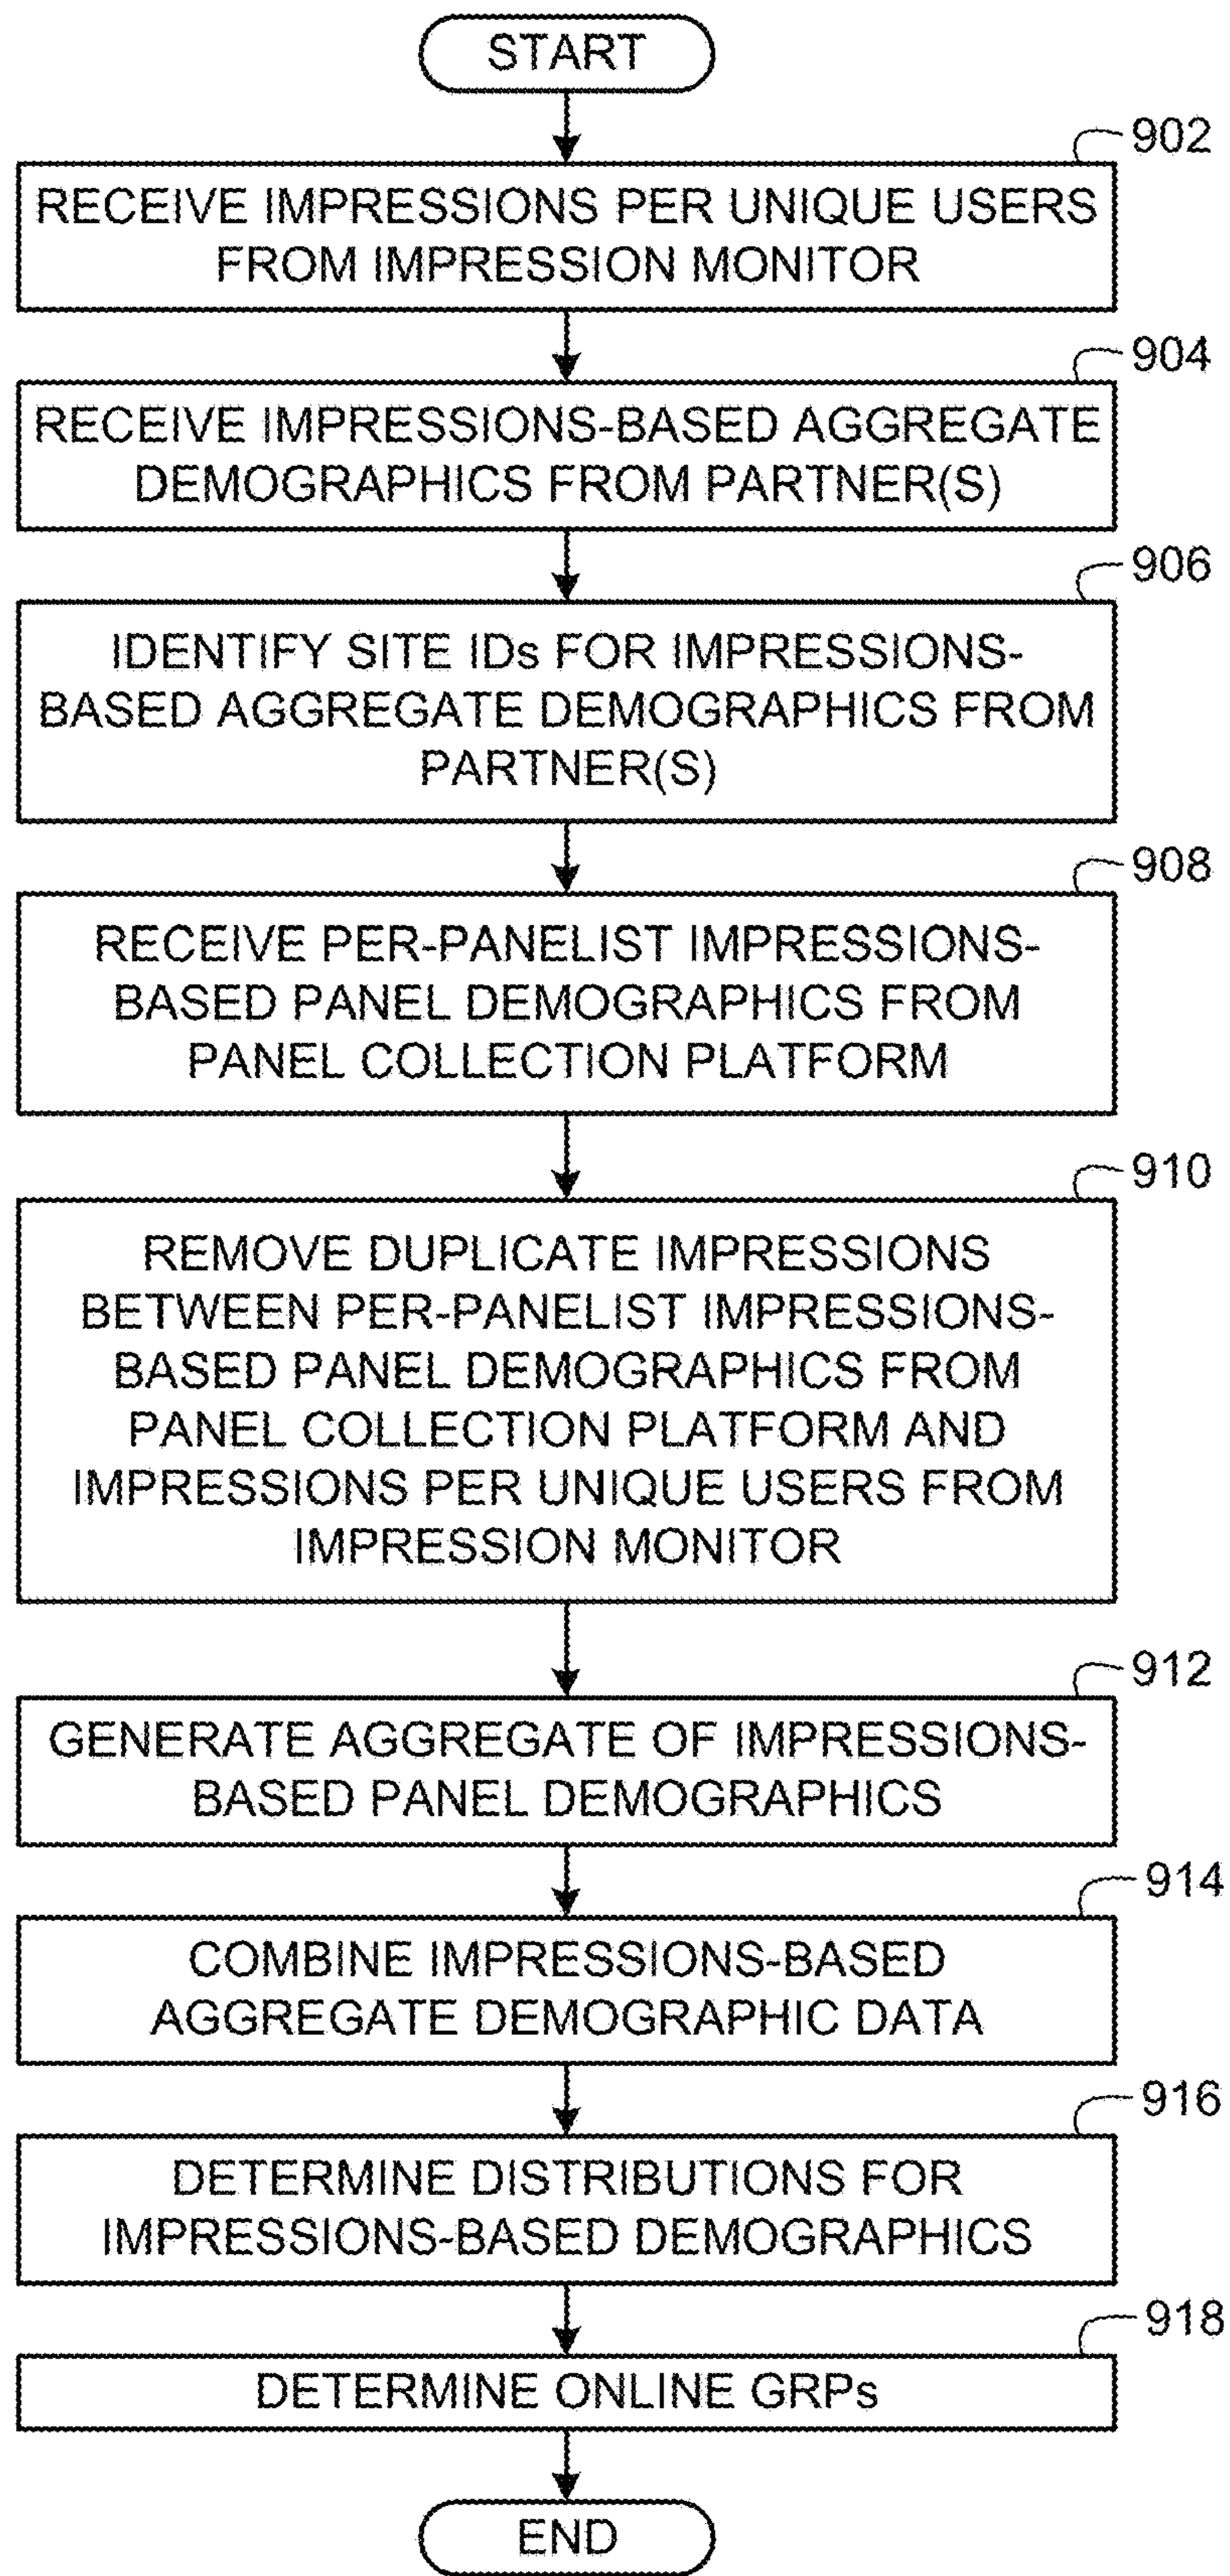 START
902
RECEIVE IMPRESSIONS PER UNIQUE USERS
FROM IMPRESSION MONITOR
904
RECEIVE IMPRESSIONS-BASED AGGREGATE
DEMOGRAPHICS FROM PARTNER(S)
906
IDENTIFY SITE IDs FOR IMPRESSIONS-
BASED AGGREGATE DEMOGRAPHICS FROM
PARTNER(S)
908
RECEIVE PER-PANELIST IMPRESSIONS-
BASED PANEL DEMOGRAPHICS FROM
PANEL COLLECTION PLATFORM
910
REMOVE DUPLICATE IMPRESSIONS
BETWEEN PER-PANELIST IMPRESSIONS-
BASED PANEL DEMOGRAPHICS FROM
PANEL COLLECTION PLATFORM AND
IMPRESSIONS PER UNIQUE USERS FROM
IMPRESSION MONITOR
912
GENERATE AGGREGATE OF IMPRESSIONS-
BASED PANEL DEMOGRAPHICS
914
COMBINE IMPRESSIONS-BASED
AGGREGATE DEMOGRAPHIC DATA
916
DETERMINE DISTRIBUTIONS FOR
IMPRESSIONS-BASED DEMOGRAPHICS
918
DETERMINE ONLINE GRPs
END